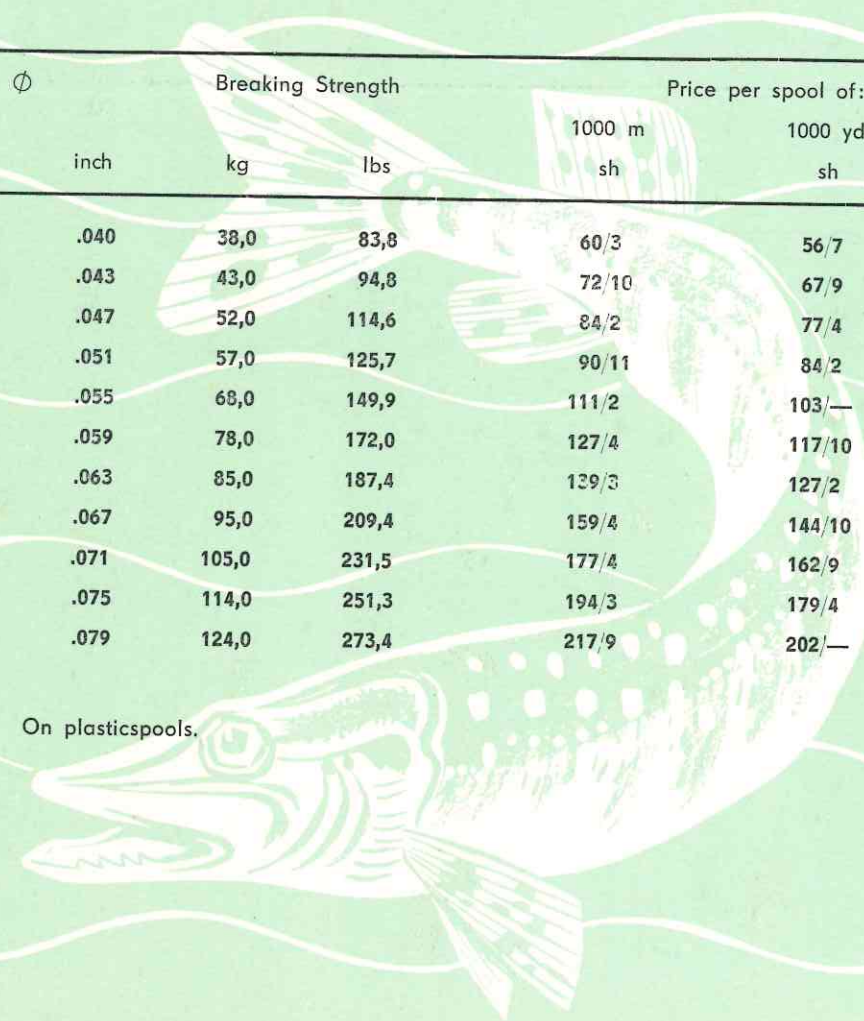 Ø Breaking Strength Price per spool of:
1000 m 1000 yd
inch kg lbs sh sh
.040 38,0 83,8 60/3 56/7
.043 43,0 94,8 72/10 67/9
.047 52,0 114,6 84/2 77/4
.051 57,0 125,7 90/11 84/2
.055 68,0 149,9 111/2 103/—
.059 78,0 172,0 127/4 117/10
.063 85,0 187,4 139/3 127/2
.067 95,0 209,4 159/4 144/10
.071 105,0 231,5 177/4 162/9
.075 114,0 251,3 194/3 179/4
.079 124,0 273,4 217/9 202/—
On plasticspools.